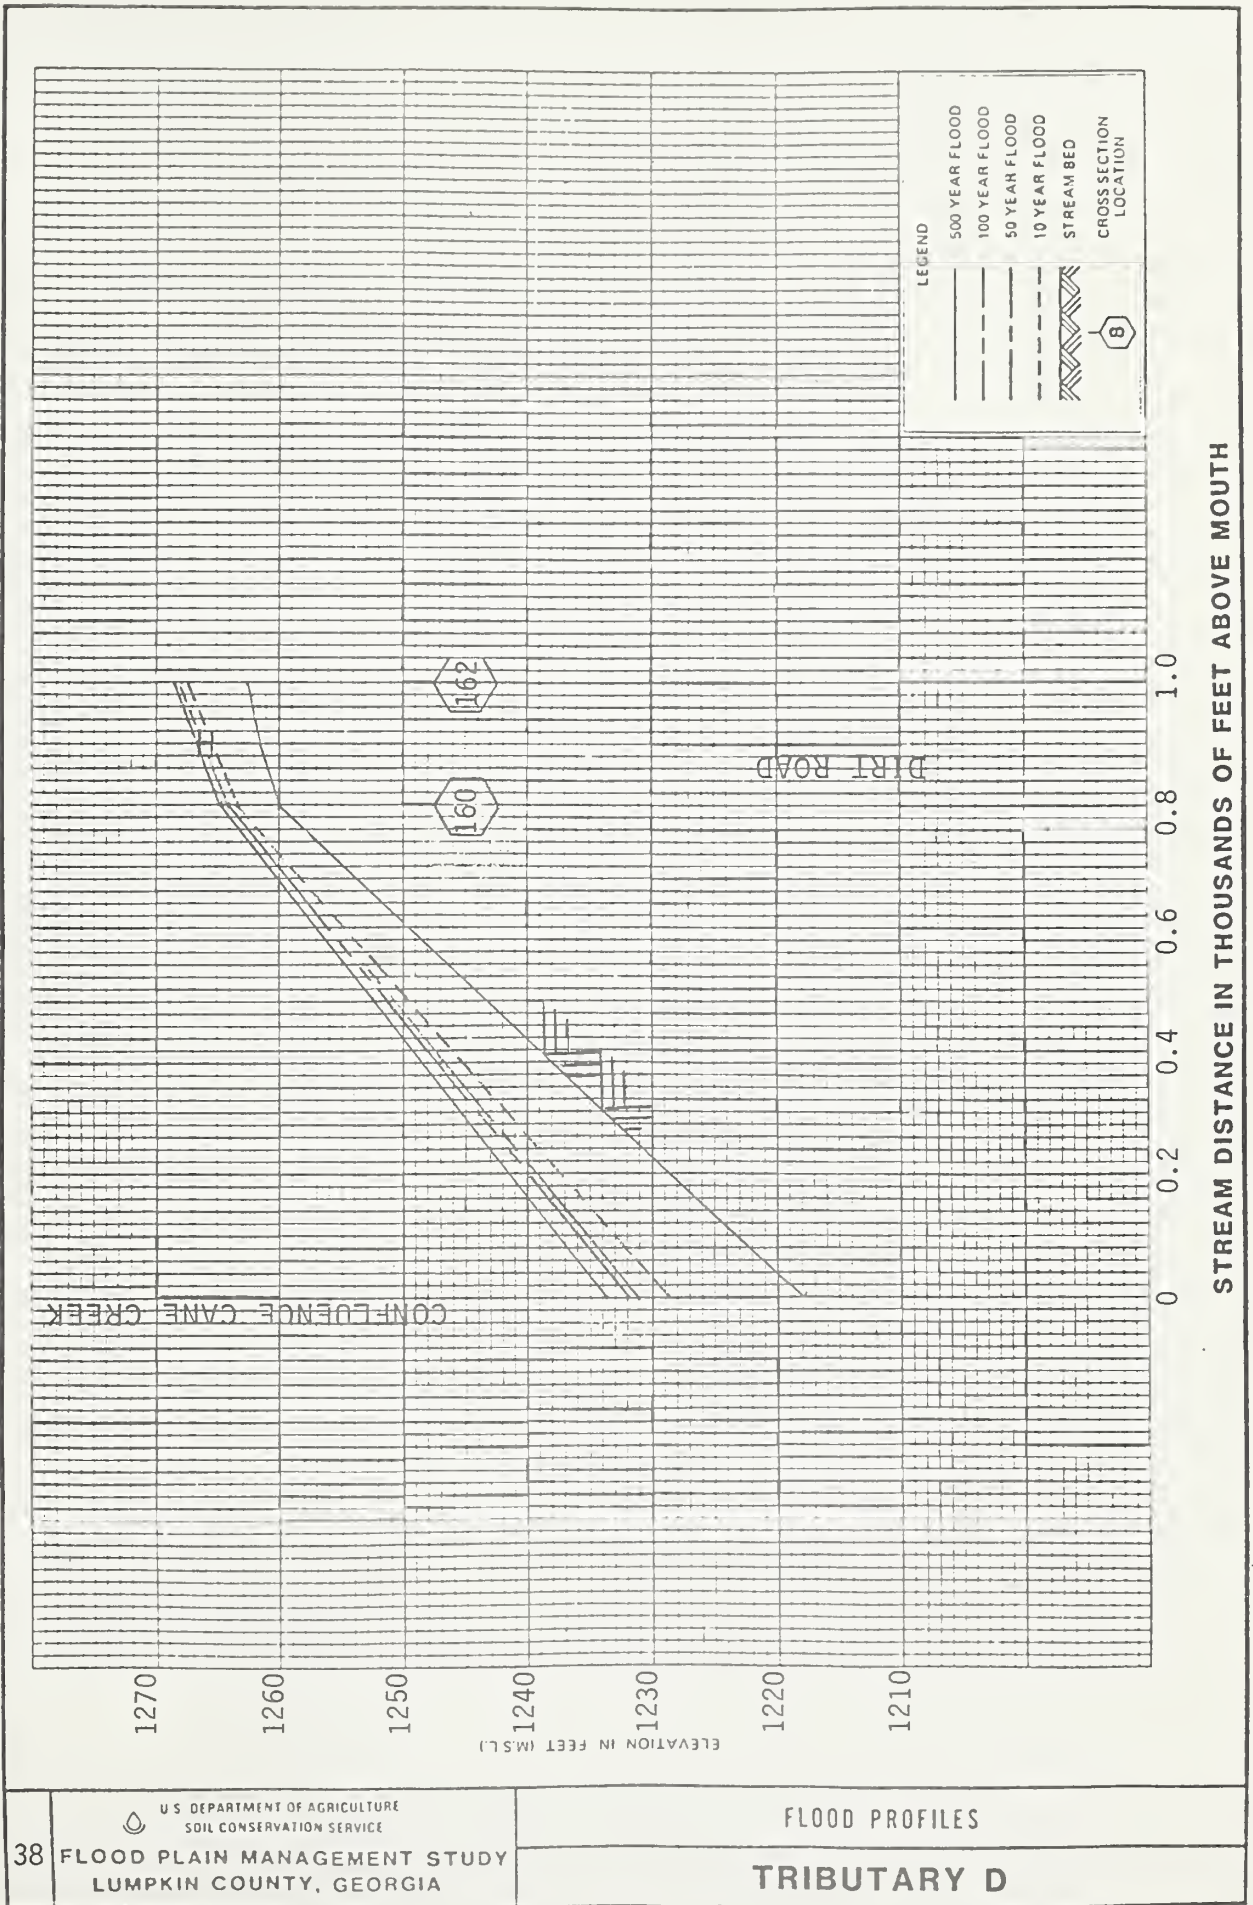 LEGEND
500 YEAR FLOOD
100 YEAR FLOOD
50 YEAR FLOOD
10 YEAR FLOOD
STREAM BED
CROSS SECTION
LOCATION
8
162
160
DIRT ROAD
CONFLUENCE CANE CREEK
1270
1260
1250
1240
1230
1220
1210
ELEVATION IN FEET (M.S.L.)
0
0.2
0.4
0.6
0.8
1.0
STREAM DISTANCE IN THOUSANDS OF FEET ABOVE MOUTH
38
U S DEPARTMENT OF AGRICULTURE
SOIL CONSERVATION SERVICE
FLOOD PLAIN MANAGEMENT STUDY
LUMPKIN COUNTY, GEORGIA
FLOOD PROFILES
TRIBUTARY D